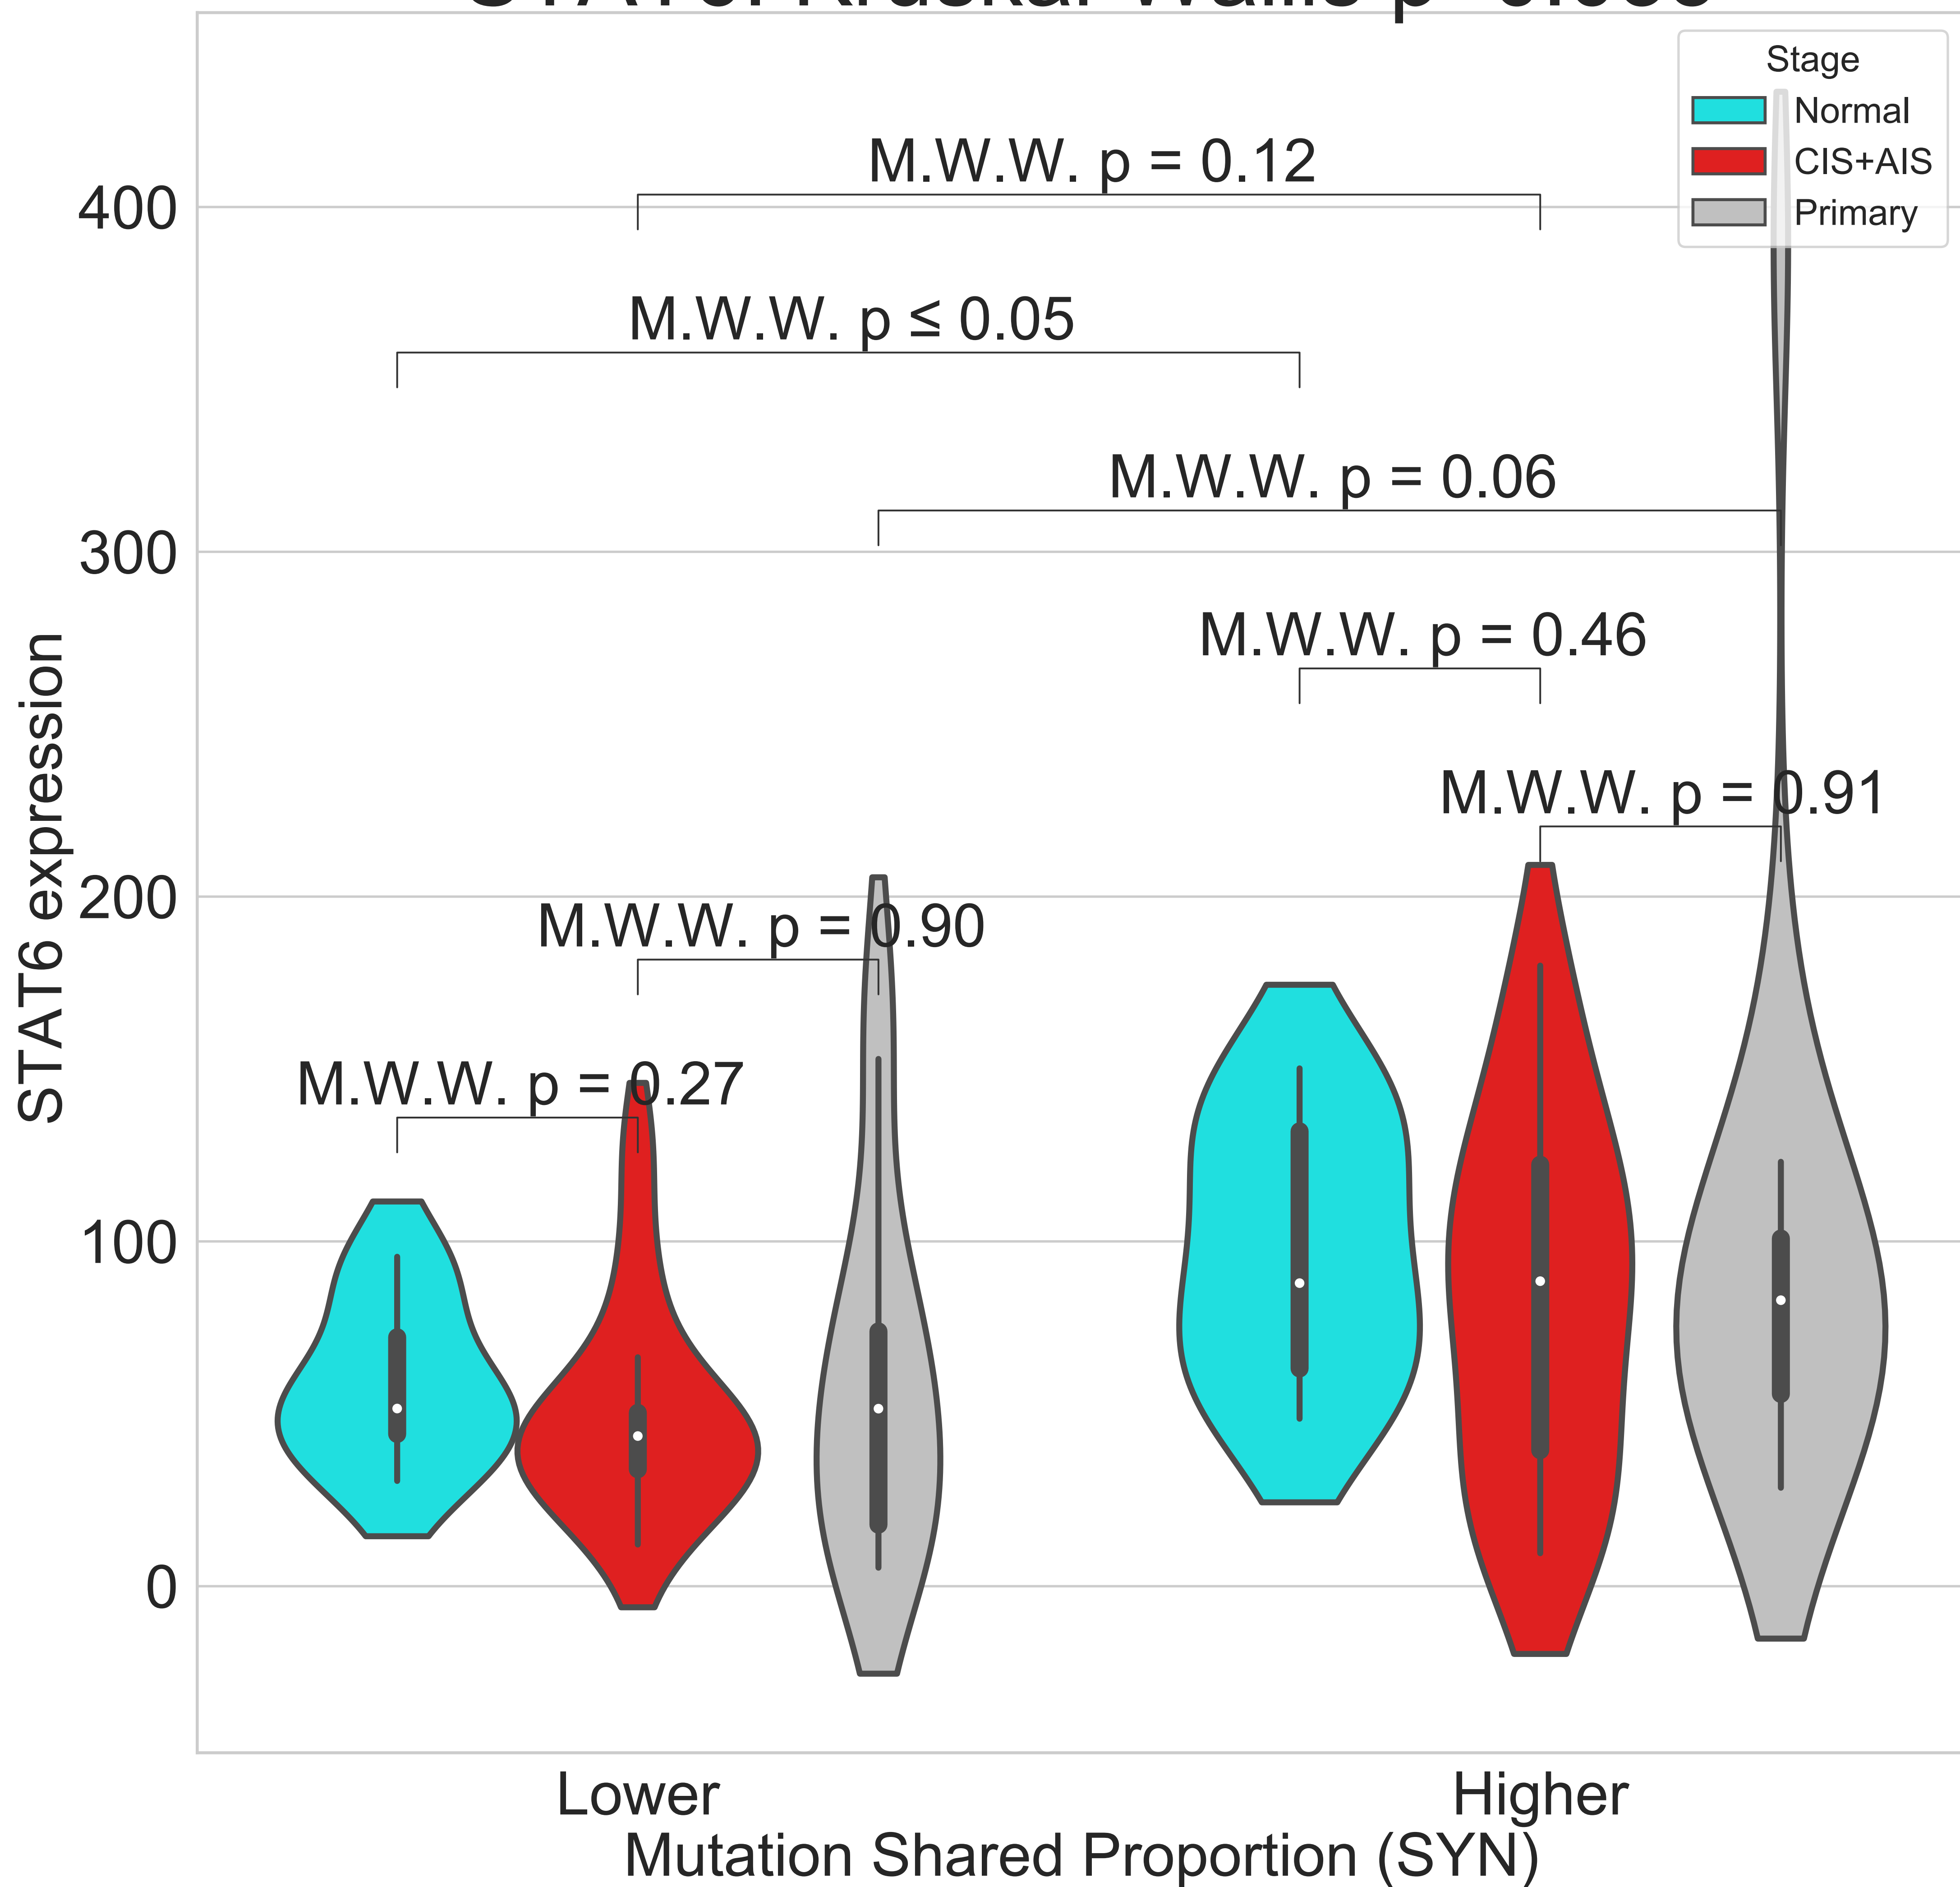 Stage
Normal
CIS+AIS
Primary
M.W.W. p = 0.12
M.W.W. p ≤ 0.05
M.W.W. p = 0.06
M.W.W. p = 0.46
M.W.W. p = 0.91
M.W.W. p = 0.90
M.W.W. p = 0.27
400
300
200
100
0
STAT6 expression
Lower
Higher
Mutation Shared Proportion (SYN)